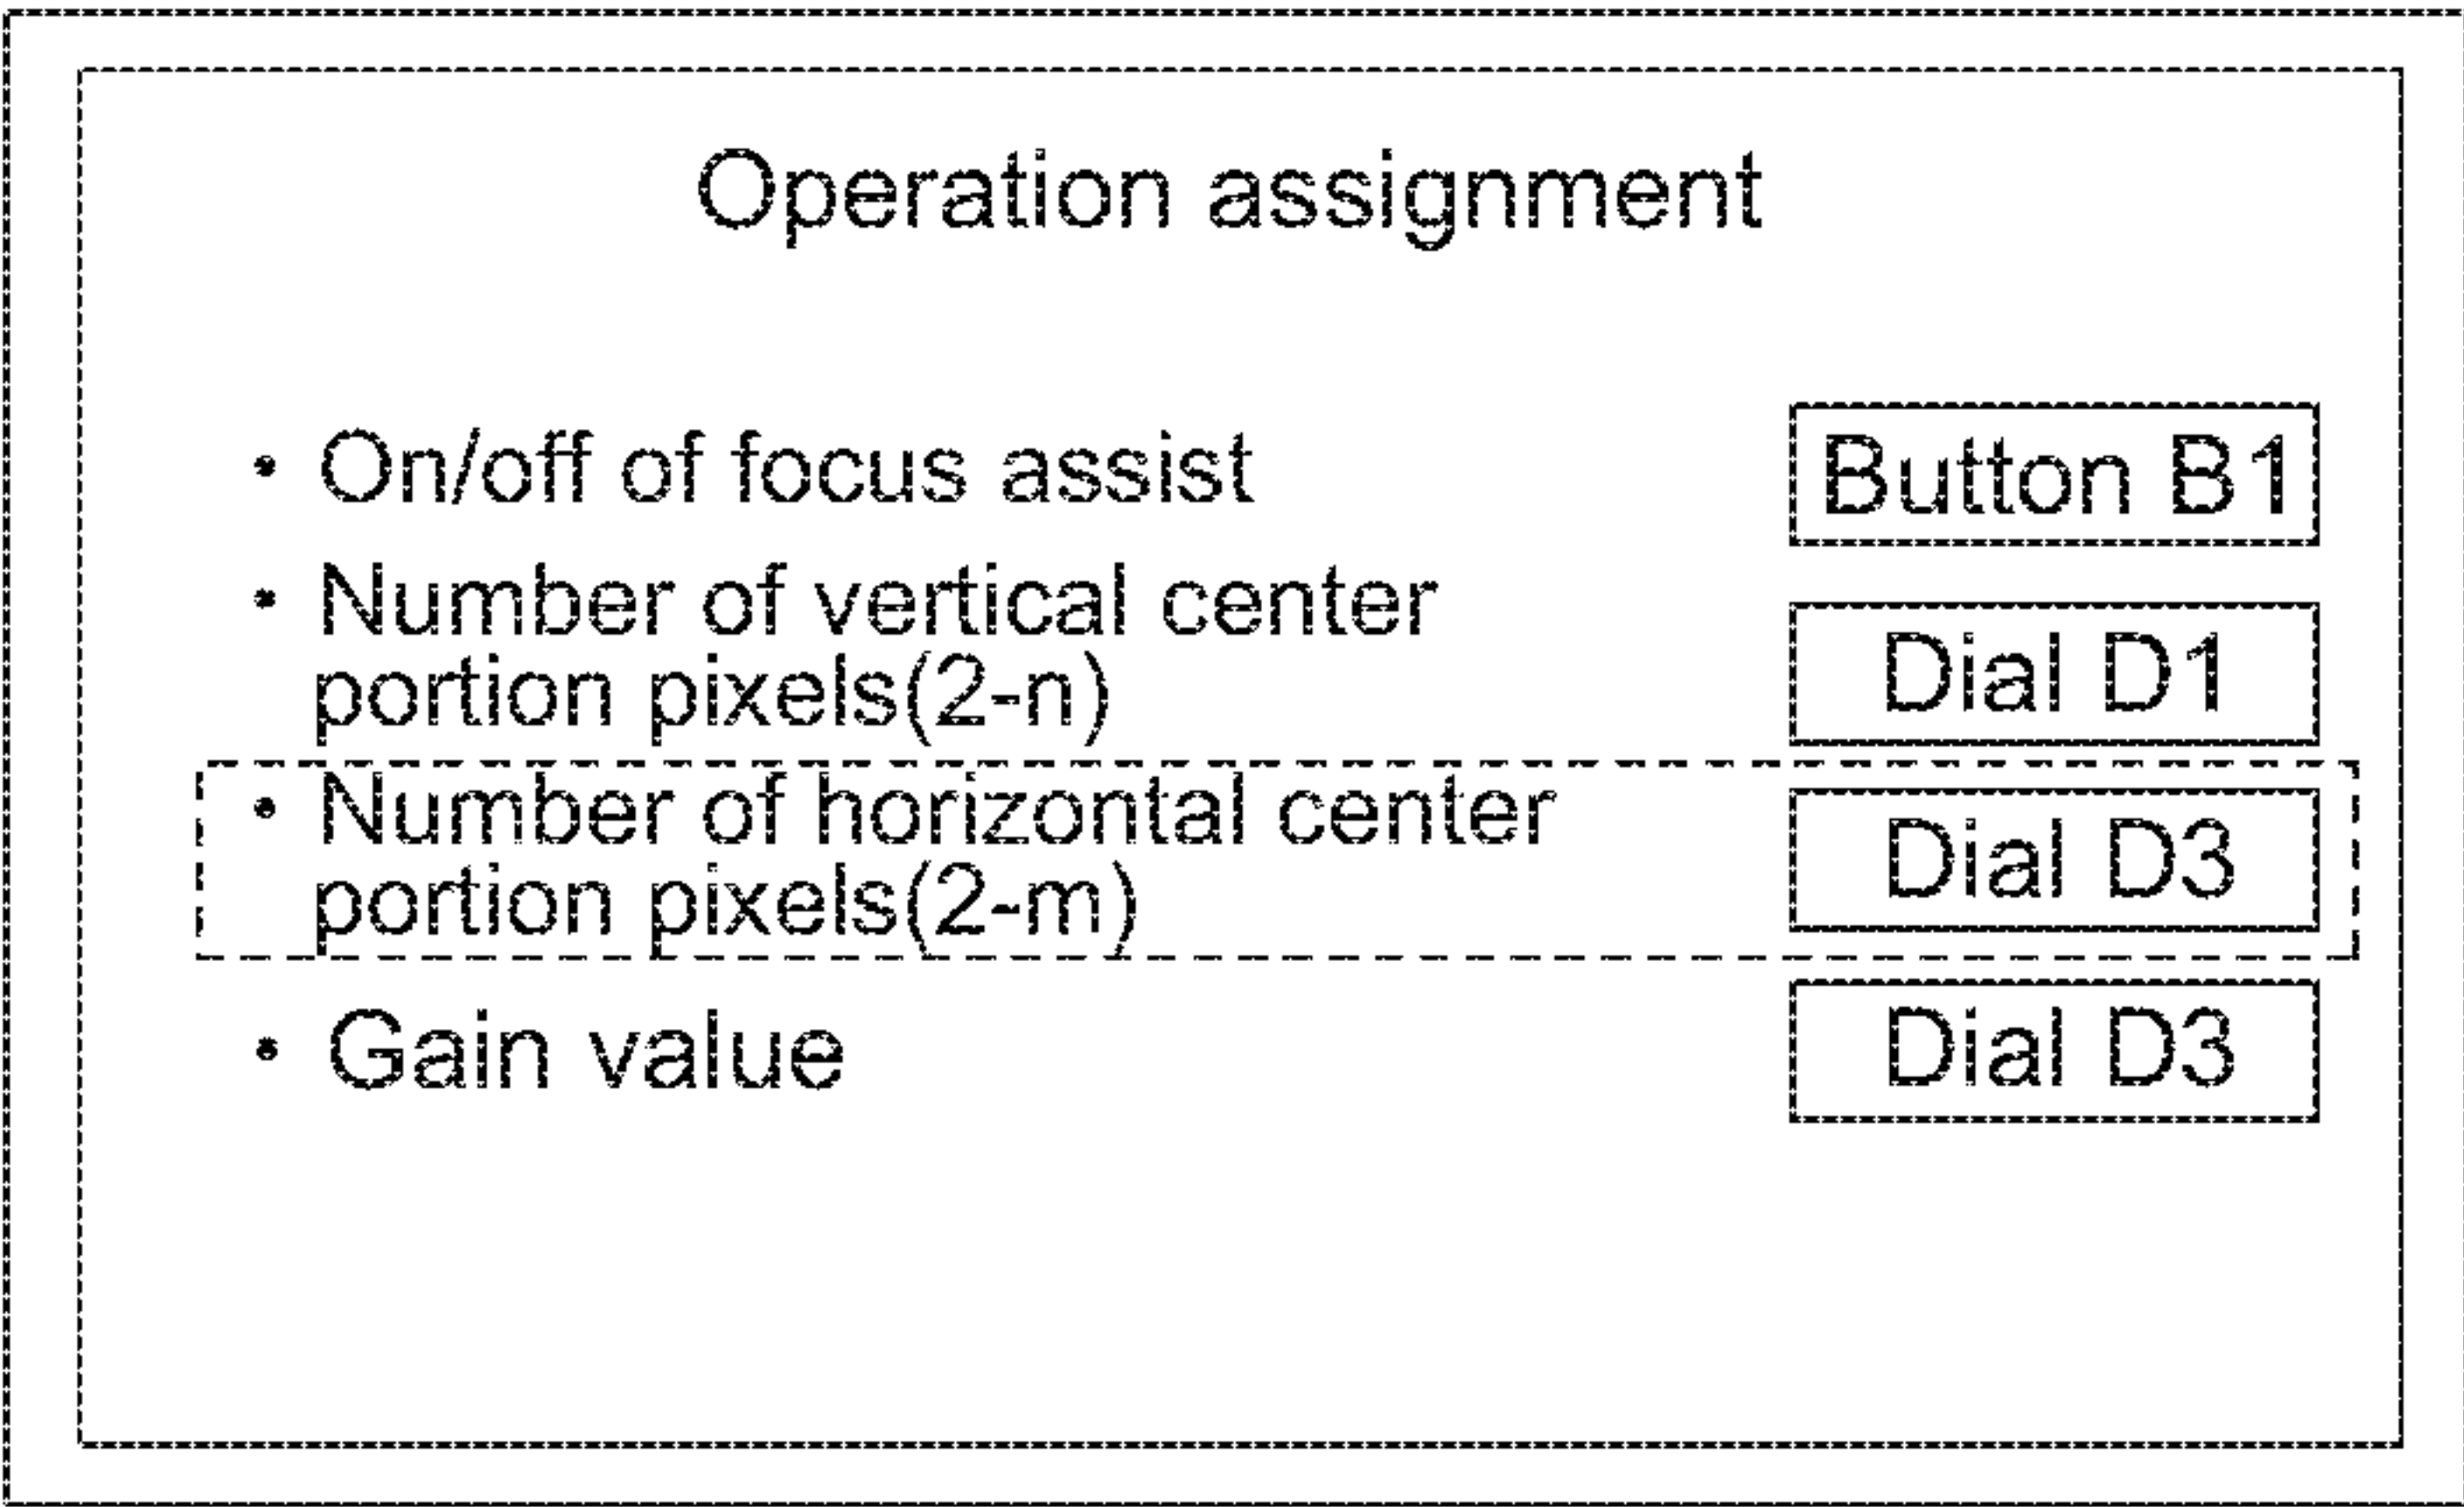 Operation assignment
・On/off of focus assist Button B1
・Number of vertical center
portion pixels(2-n) Dial D1
・Number of horizontal center
portion pixels(2-m) Dial D3
・Gain value Dial D3